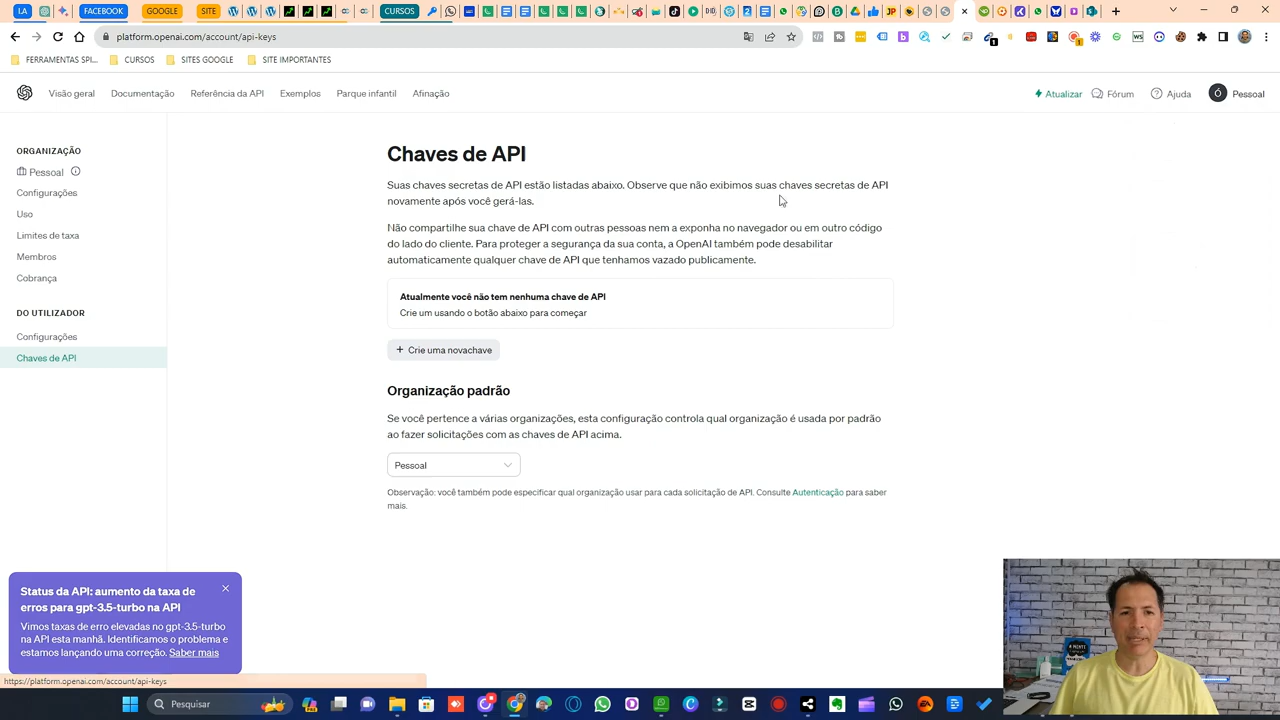 LA
FACEBOOK
GOOGLE
SITE
CURSOS
platform.openai.com/account/api-keys
FERRAMENTAS SPI...
CURSOS
SITES GOOGLE
SITE IMPORTANTES
Visão geral
Documentação
Referência da API
Exemplos
Parque infantil
Afinação
Atualizar
Fórum
Ajuda
Ó
Pessoal
ORGANIZAÇÃO
Pessoal
Configurações
Uso
Limites de taxa
Membros
Cobrança
DO UTILIZADOR
Configurações
Chaves de API
Chaves de API
Suas chaves secretas de API estão listadas abaixo. Observe que não exibimos suas chaves secretas de API
novamente após você gerá-las.
Não compartilhe sua chave de API com outras pessoas nem a exponha no navegador ou em outro código
do lado do cliente. Para proteger a segurança da sua conta, a OpenAI também pode desabilitar
automaticamente qualquer chave de API que tenhamos vazado publicamente.
Atualmente você não tem nenhuma chave de API
Crie um usando o botão abaixo para começar
+ Crie uma novachave
Organização padrão
Se você pertence a várias organizações, esta configuração controla qual organização é usada por padrão
ao fazer solicitações com as chaves de API acima.
Pessoal
Observação: você também pode especificar qual organização usar para cada solicitação de API. Consulte Autenticação para saber
mais.
Status da API: aumento da taxa de
erros para gpt-3.5-turbo na API
Vimos taxas de erro elevadas no gpt-3.5-turbo
na API esta manhã. Identificamos o problema e
estamos lançando uma correção. Saber mais
https://platform.openai.com/account/api-keys
A MENTE
Pesquisar